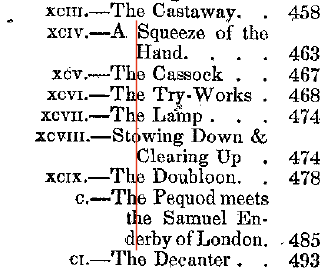 XCIII.—The Castaway. . 458
XCIV.—A Squeeze of the
Hand. . . . 463
XCV.—The Cassock . . 467
XCVI.—The Try-Works . 468
XCVII.—The Lamp . . . 474
XCVIII.—Stowing Down &
Clearing Up . 474
XCIX.—The Doubloon. . 478
C.—The Pequod meets
the Samuel En-
derby of London. 485
CI.—The Decanter . . 493